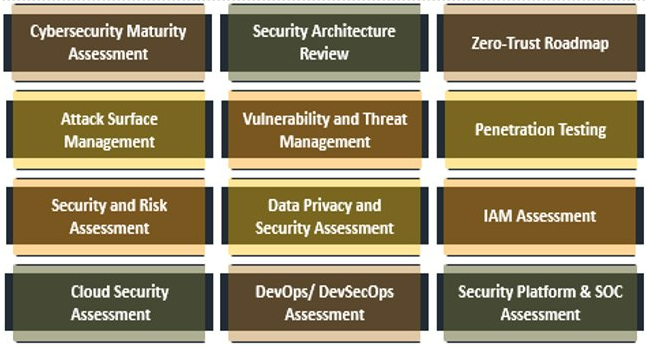 Cybersecurity Maturity
Assessment
Security Architecture
Review
Zero-Trust Roadmap
Attack Surface
Management
Vulnerability and Threat
Management
Penetration Testing
Security and Risk
Assessment
Data Privacy and
Security Assessment
IAM Assessment
Cloud Security
Assessment
DevOps/ DevSecOps
Assessment
Security Platform & SOC
Assessment